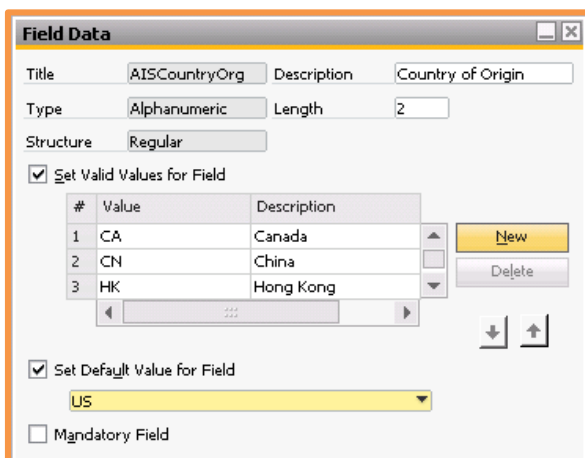 Field Data
Title AISCountryOrg Description Country of Origin
Type Alphanumeric Length 2
Structure Regular
Set Valid Values for Field
# Value Description
1 CA Canada
2 CN China
3 HK Hong Kong
New
Delete
Set Default Value for Field
US
Mandatory Field